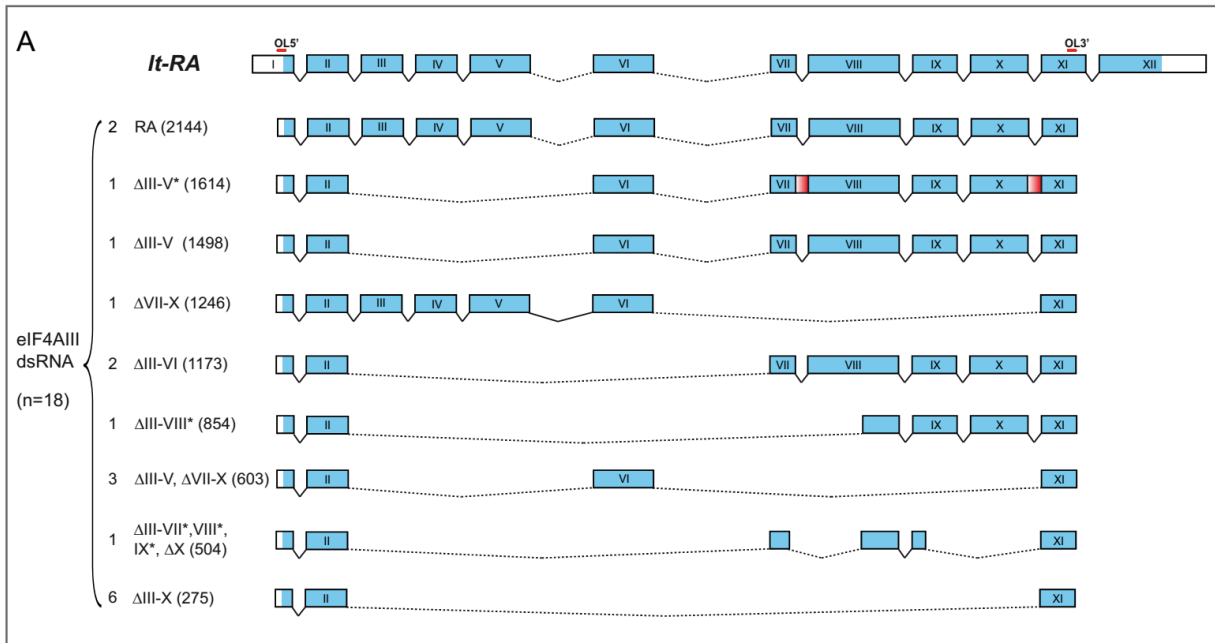 A
OL5' OL3'
lt-RA I II III IV V VI VII VIII IX X XI XII
2 RA (2144) II III IV V VI VII VIII IX X XI
1 ΔIII-V* (1614) II VI VII VIII IX X XI
1 ΔIII-V (1498) II VI VII VIII IX X XI
1 ΔVII-X (1246) II III IV V VI XI
eIF4AIII
dsRNA
(n=18)
2 ΔIII-VI (1173) II VII VIII IX X XI
1 ΔIII-VIII* (854) II IX X XI
3 ΔIII-V, ΔVII-X (603) II VI XI
1 ΔIII-VII*,VIII*,
IX*, ΔX (504) II XI
6 ΔIII-X (275) II XI